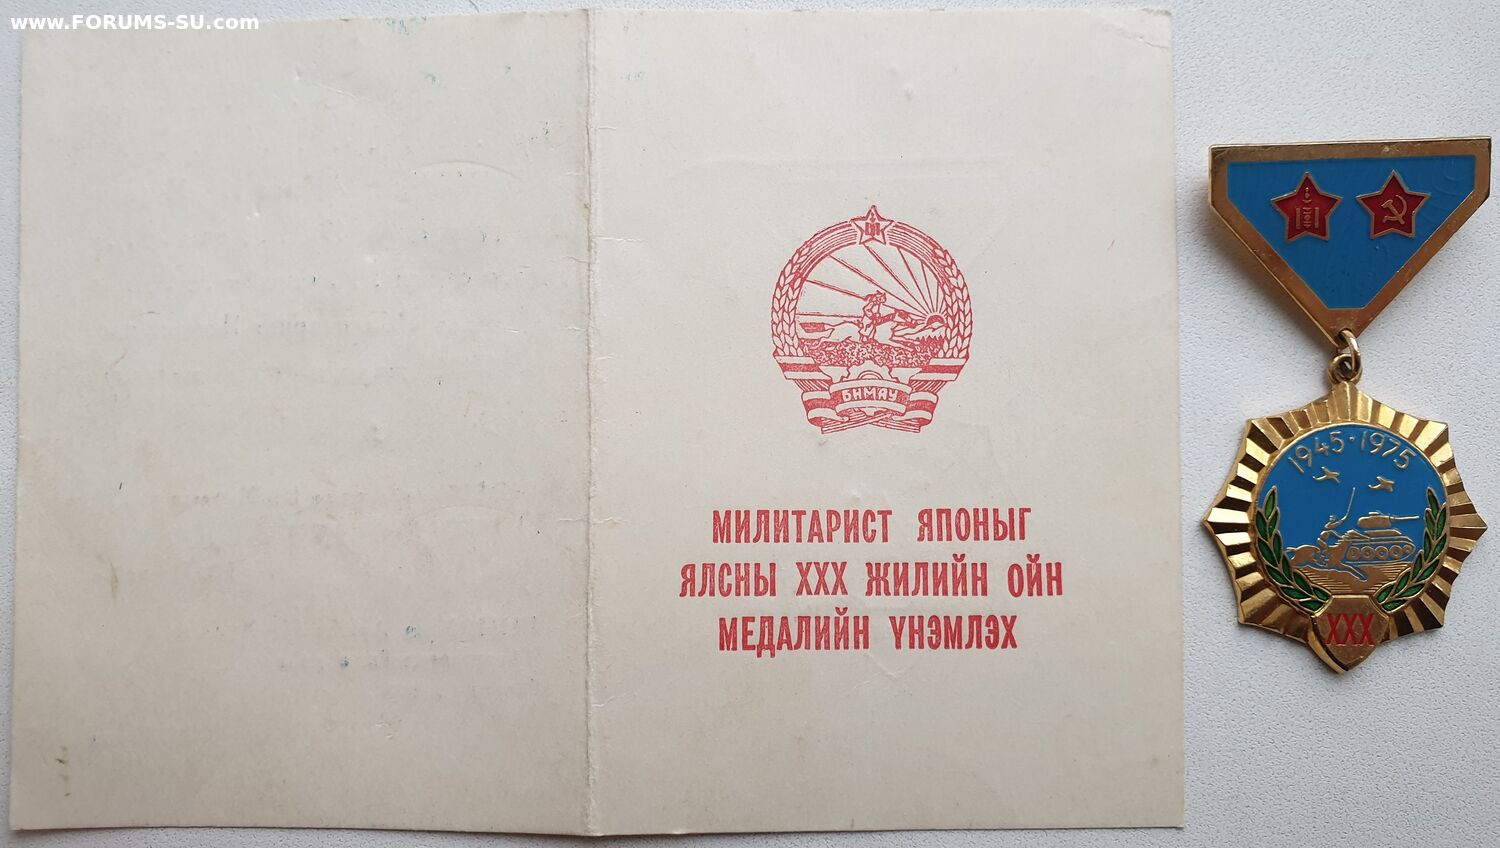 www.FORUMS-SU.com
БНМАУ
МИЛИТАРИСТ ЯПОНЫГ
ЯЛСНЫ XXX ЖИЛИЙН ОЙН
МЕДАЛИЙН ҮНЭМЛЭХ
1945·1975
XXX